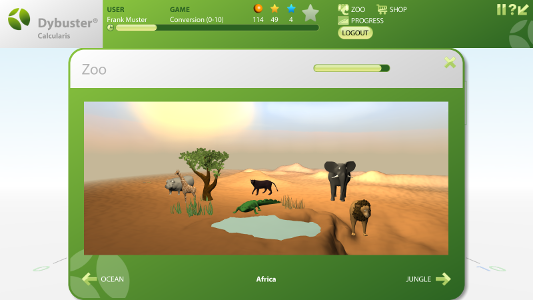 Dybuster®
Calcularis
USER
Frank Muster
GAME
Conversion (0-10)
114 49 4
ZOO
SHOP
PROGRESS
LOGOUT
Zoo
OCEAN
Africa
JUNGLE